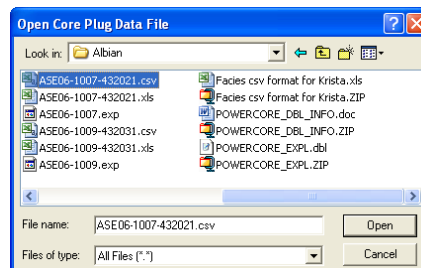 Open Core Plug Data File
Look in: Albian
ASE06-1007-432021.csv
ASE06-1007-432021.xls
ASE06-1007.exp
ASE06-1009-432031.csv
ASE06-1009-432031.xls
ASE06-1009.exp
Facies csv format for Krista.xls
Facies csv format for Krista.ZIP
POWERCORE_DBL_INFO.doc
POWERCORE_DBL_INFO.ZIP
POWERCORE_EXPL.dbl
POWERCORE_EXPL.ZIP
File name: ASE06-1007-432021.csv Open
Files of type: All Files (*.*) Cancel